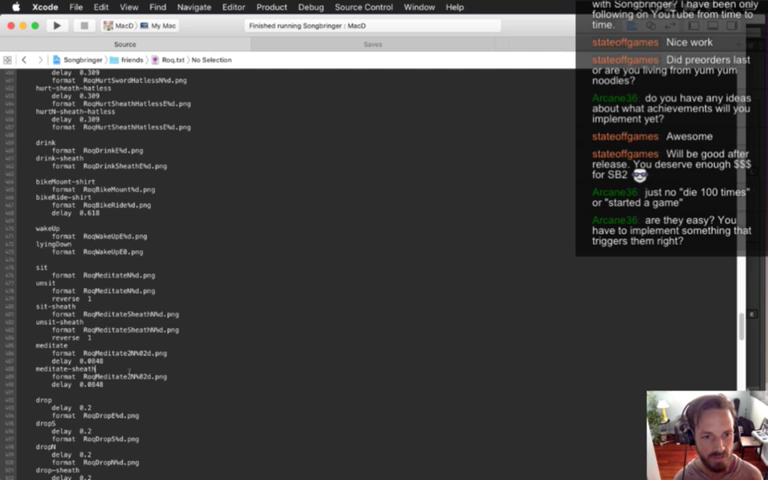 Xcode File Edit View Find Navigate Editor Product Debug Source Control Window Help
MacD My Mac Finished running Songbringer : MacD
Source Saves
Songbringer friends Roq.txt No Selection
delay 0.309
format RoqHurtSwordHatlessN%d.png
hurt-sheath-hatless
delay 0.309
format RoqHurtSheathHatlessE%d.png
hurtN-sheath-hatless
delay 0.309
format RoqHurtSheathHatlessE%d.png
drink
format RoqDrinkE%d.png
drink-sheath
format RoqDrinkSheathE%d.png
bikeMount-shirt
format RoqBikeMount%d.png
bikeRide-shirt
format RoqBikeRide%d.png
delay 0.618
wakeUp
format RoqWakeUpE%d.png
lyingDown
format RoqWakeUpE0.png
sit
format RoqMeditateN%d.png
unsit
format RoqMeditateN%d.png
reverse 1
sit-sheath
format RoqMeditateSheathN%d.png
unsit-sheath
format RoqMeditateSheathN%d.png
reverse 1
meditate
format RoqMeditate2N%02d.png
delay 0.0848
meditate-sheath
format RoqMeditate2N%02d.png
delay 0.0848
drop
delay 0.2
format RoqDropE%d.png
dropS
delay 0.2
format RoqDropS%d.png
dropN
delay 0.2
format RoqDropN%d.png
drop-sheath
delay 0.2
with Songbringer? I have been only
following on YouTube from time to
time.
stateoffgames Nice work
stateoffgames Did preorders last
or are you living from yum yum
noodles?
Arcane36: do you have any ideas
about what achievements will you
implement yet?
stateoffgames Awesome
stateoffgames Will be good after
release. You deserve enough $$$
for SB2
Arcane36: just no "die 100 times"
or "started a game"
Arcane36: are they easy? You
have to implement something that
triggers them right?